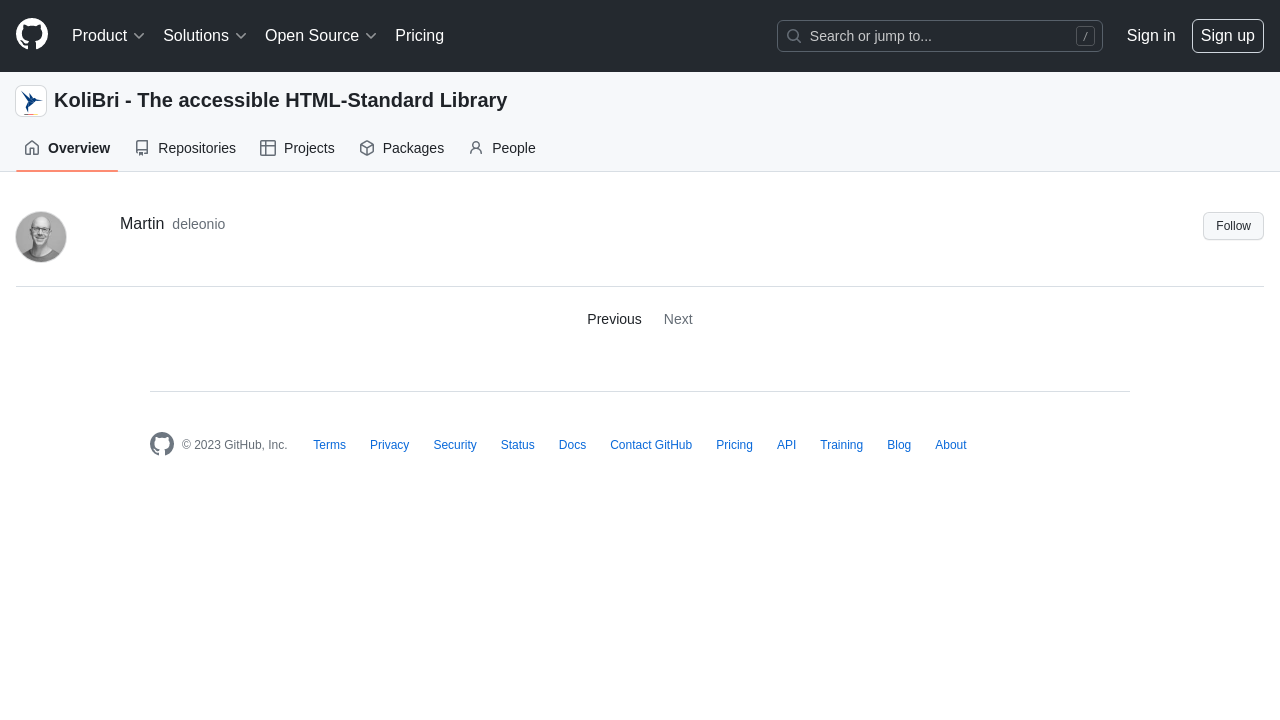 Product Solutions Open Source Pricing Search or jump to... / Sign in Sign up
KoliBri - The accessible HTML-Standard Library
Overview Repositories Projects Packages People
Martin deleonio Follow
Previous Next
© 2023 GitHub, Inc. Terms Privacy Security Status Docs Contact GitHub Pricing API Training Blog About